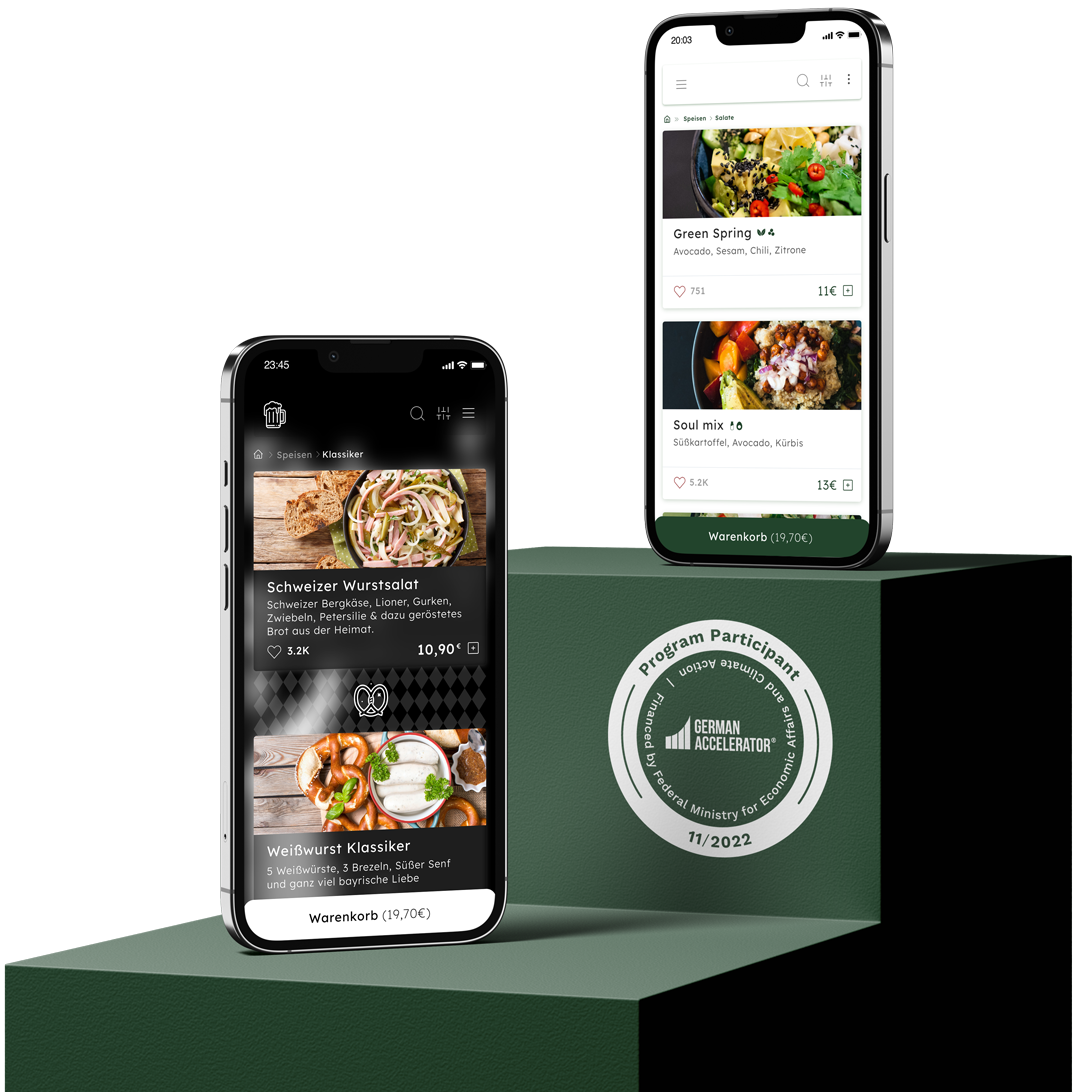 20:03
Speisen > Salate
Green Spring
Avocado, Sesam, Chili, Zitrone
751
11€
Soul mix
Süßkartoffel, Avocado, Kürbis
5.2K
13€
Warenkorb (19,70€)
23:45
Speisen > Klassiker
Schweizer Wurstsalat
Schweizer Bergkäse, Lioner, Gurken,
Zwiebeln, Petersilie & dazu geröstetes
Brot aus der Heimat.
3.2K
10,90€
Weißwurst Klassiker
5 Weißwürste, 3 Brezeln, Süßer Senf
und ganz viel bayrische Liebe
Warenkorb (19,70€)
Program Participant
Financed by Federal Ministry for Economic Affairs and Climate Action |
GERMAN
ACCELERATOR®
11/2022